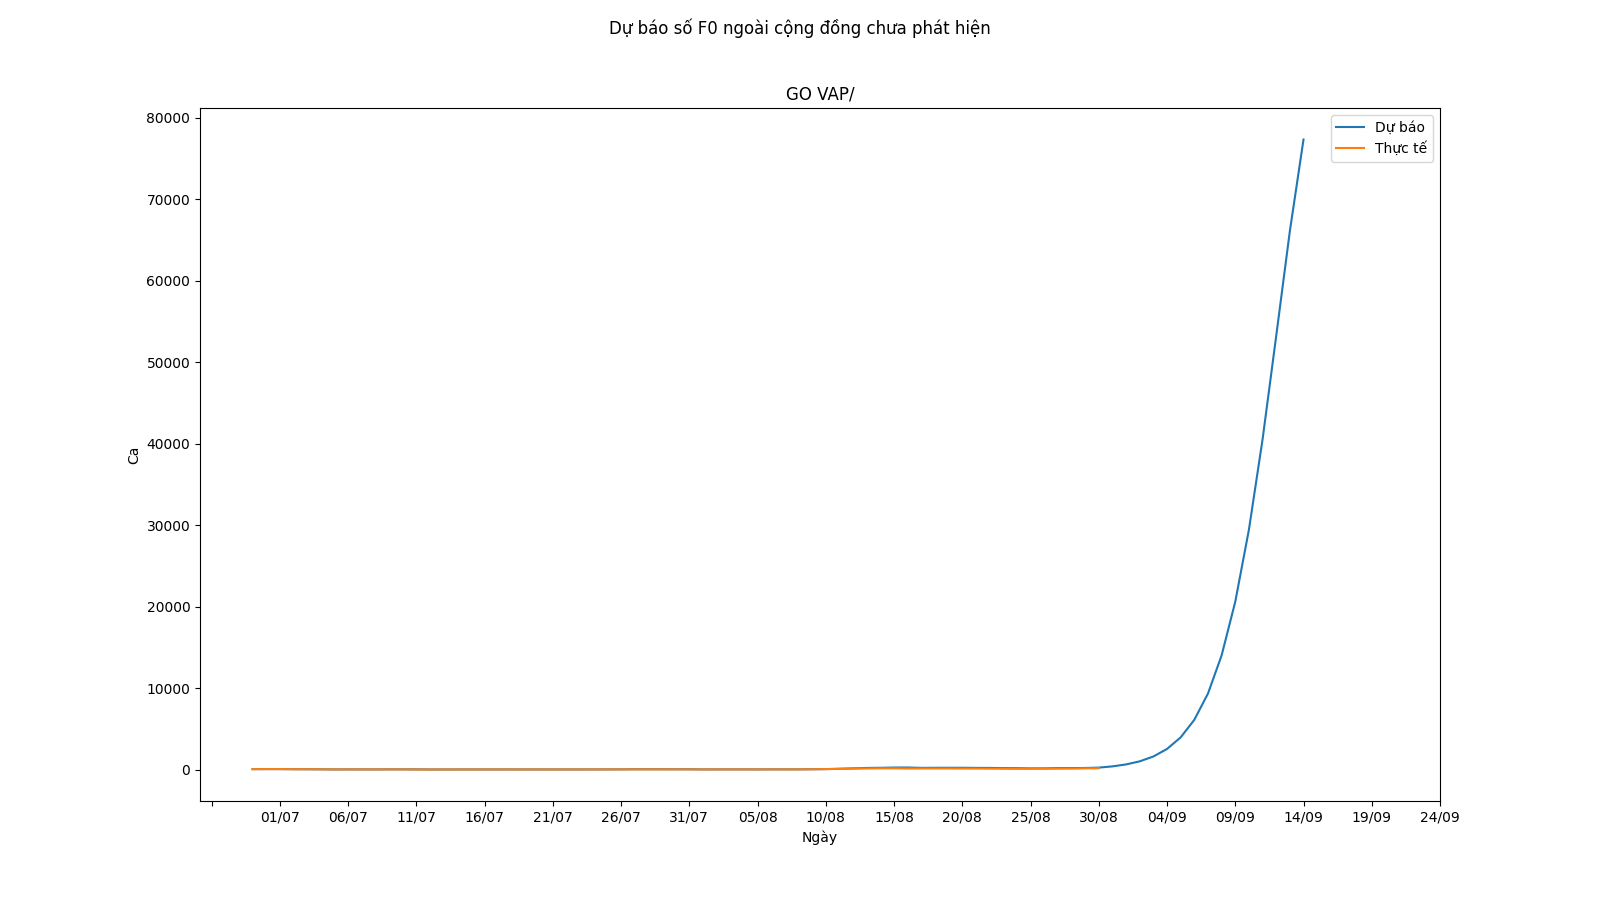 Dự báo số F0 ngoài cộng đồng chưa phát hiện
GO VAP/
Dự báo
Thực tế
80000
70000
60000
50000
40000
30000
20000
10000
0
Ca
01/07 06/07 11/07 16/07 21/07 26/07 31/07 05/08 10/08 15/08 20/08 25/08 30/08 04/09 09/09 14/09 19/09 24/09
Ngày